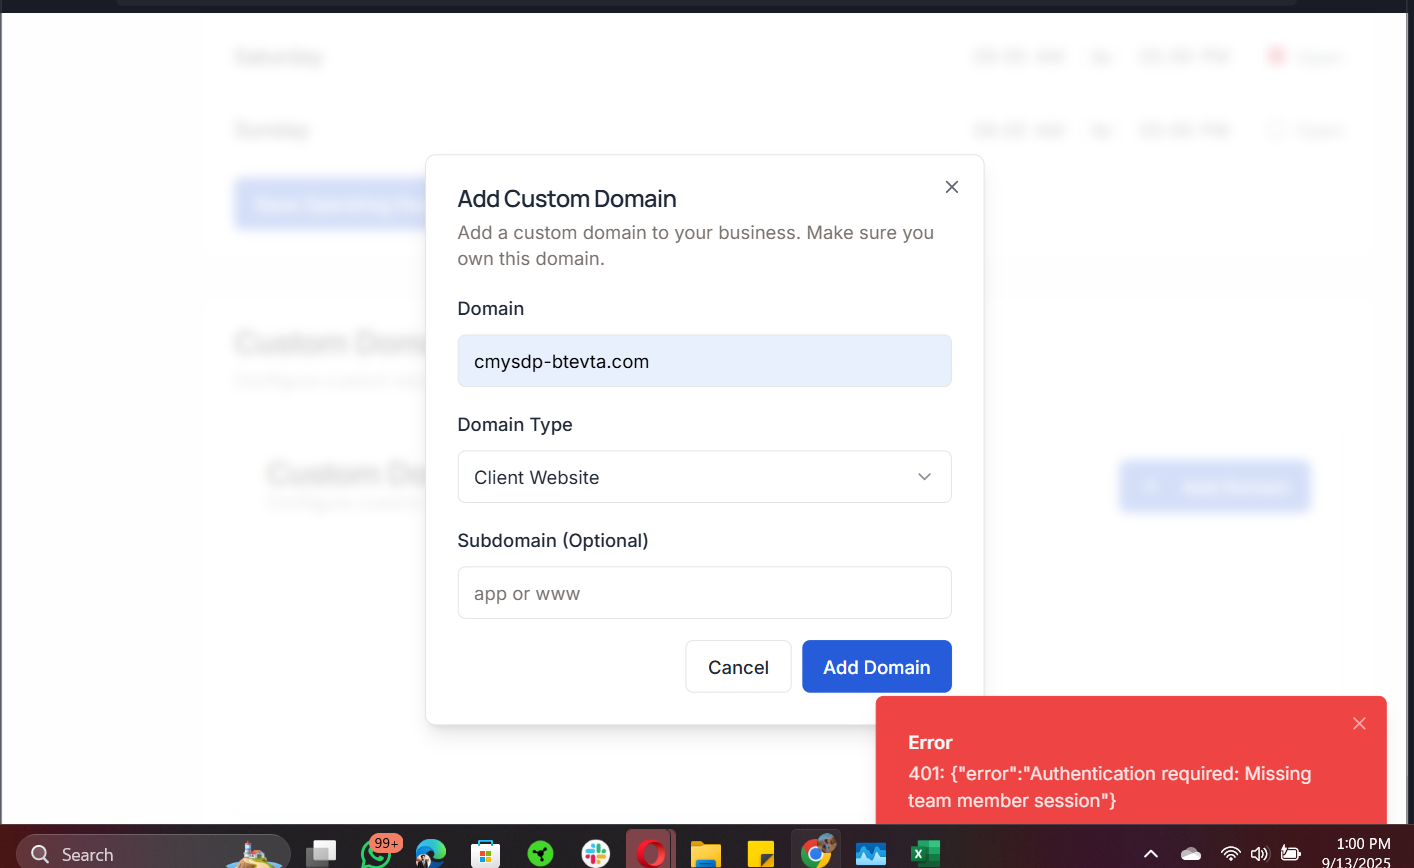 Saturday
Sunday
Add Custom Domain
Add a custom domain to your business. Make sure you
own this domain.
Domain
cmysdp-btevta.com
Domain Type
Client Website
Subdomain (Optional)
app or www
Cancel
Add Domain
Error
401: {"error":"Authentication required: Missing
team member session"}
Search
99+
1:00 PM
9/13/2025